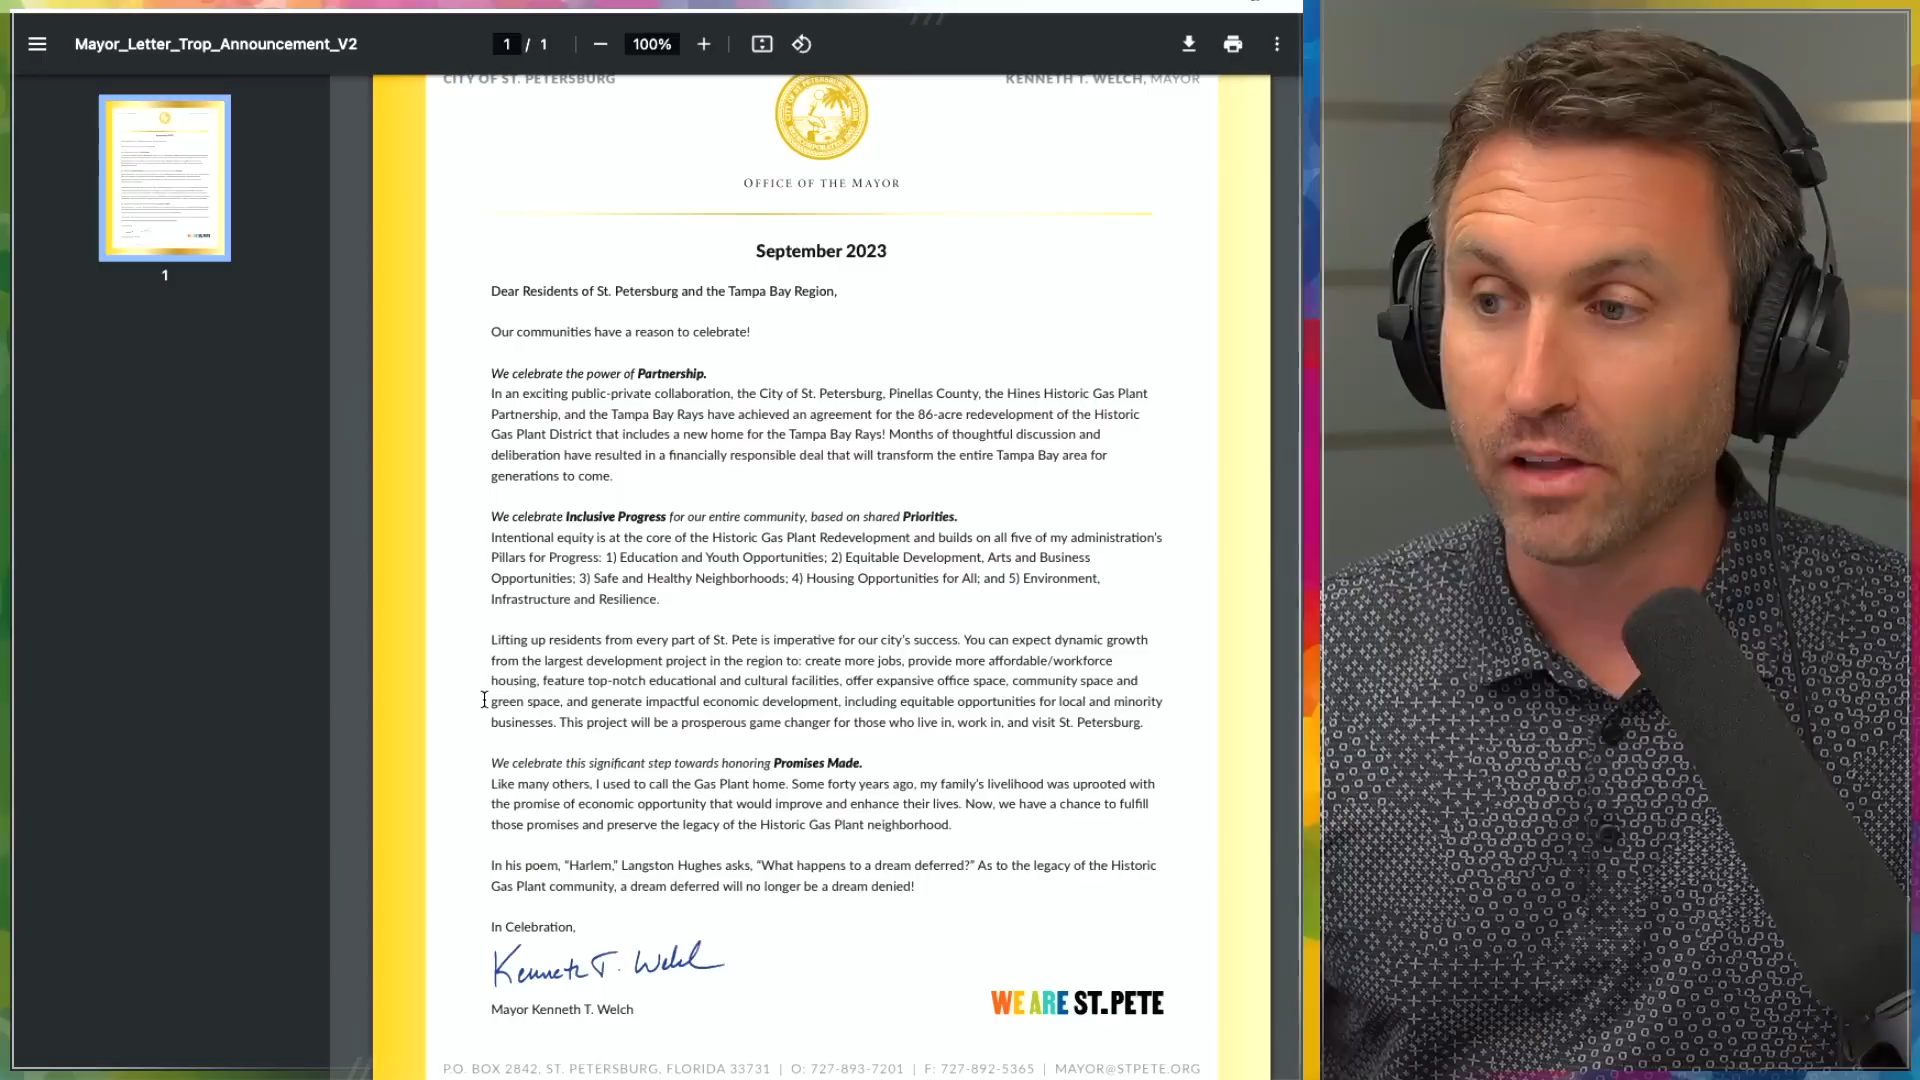 Mayor_Letter_Trop_Announcement_V2
1 / 1
100%
1
CITY OF ST. PETERSBURG
KENNETH T. WELCH, MAYOR
OFFICE OF THE MAYOR
September 2023
Dear Residents of St. Petersburg and the Tampa Bay Region,
Our communities have a reason to celebrate!
We celebrate the power of Partnership.
In an exciting public-private collaboration, the City of St. Petersburg, Pinellas County, the Hines Historic Gas Plant
Partnership, and the Tampa Bay Rays have achieved an agreement for the 86-acre redevelopment of the Historic
Gas Plant District that includes a new home for the Tampa Bay Rays! Months of thoughtful discussion and
deliberation have resulted in a financially responsible deal that will transform the entire Tampa Bay area for
generations to come.
We celebrate Inclusive Progress for our entire community, based on shared Priorities.
Intentional equity is at the core of the Historic Gas Plant Redevelopment and builds on all five of my administration's
Pillars for Progress: 1) Education and Youth Opportunities; 2) Equitable Development, Arts and Business
Opportunities; 3) Safe and Healthy Neighborhoods; 4) Housing Opportunities for All; and 5) Environment,
Infrastructure and Resilience.
Lifting up residents from every part of St. Pete is imperative for our city's success. You can expect dynamic growth
from the largest development project in the region to: create more jobs, provide more affordable/workforce
housing, feature top-notch educational and cultural facilities, offer expansive office space, community space and
green space, and generate impactful economic development, including equitable opportunities for local and minority
businesses. This project will be a prosperous game changer for those who live in, work in, and visit St. Petersburg.
We celebrate this significant step towards honoring Promises Made.
Like many others, I used to call the Gas Plant home. Some forty years ago, my family's livelihood was uprooted with
the promise of economic opportunity that would improve and enhance their lives. Now, we have a chance to fulfill
those promises and preserve the legacy of the Historic Gas Plant neighborhood.
In his poem, "Harlem," Langston Hughes asks, "What happens to a dream deferred?" As to the legacy of the Historic
Gas Plant community, a dream deferred will no longer be a dream denied!
In Celebration,
Kenneth T. Welch
Mayor Kenneth T. Welch
WE ARE ST.PETE
P.O. BOX 2842, ST. PETERSBURG, FLORIDA 33731 | O: 727-893-7201 | F: 727-892-5365 | MAYOR@STPETE.ORG